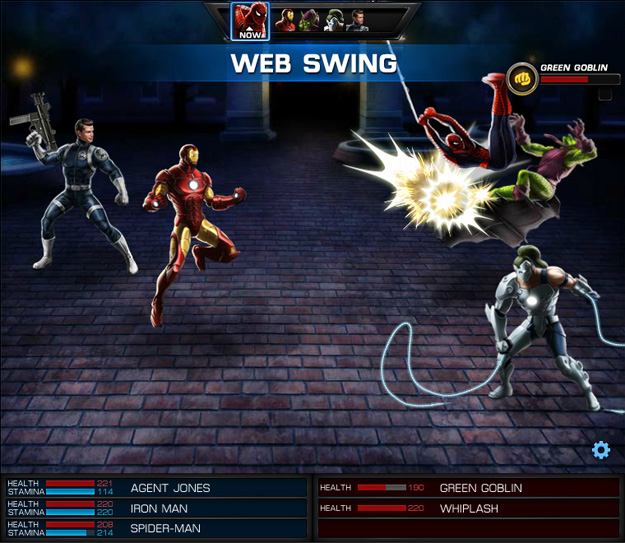 NOW
WEB SWING
GREEN GOBLIN
HEALTH 221 AGENT JONES
STAMINA 114
HEALTH 220 IRON MAN
STAMINA 220
HEALTH 208 SPIDER-MAN
STAMINA 214
HEALTH 190 GREEN GOBLIN
HEALTH 220 WHIPLASH